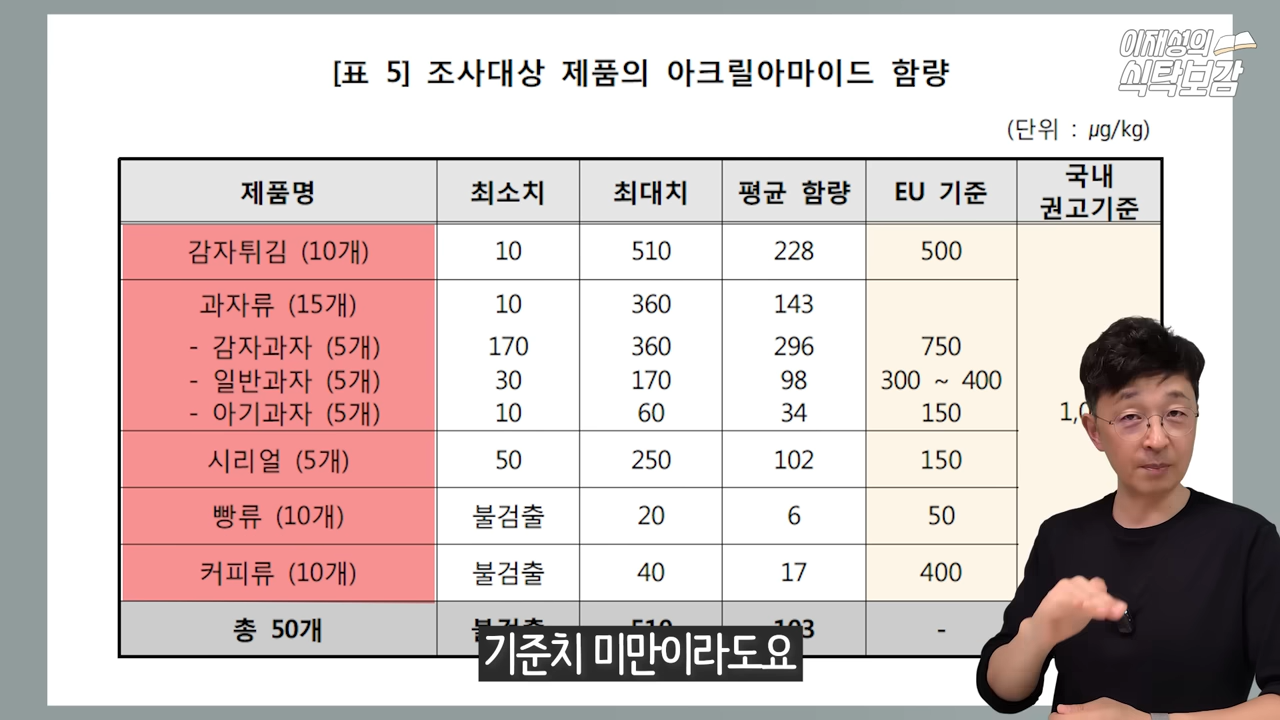 이재성의
식탁보감
[표 5] 조사대상 제품의 아크릴아마이드 함량
(단위 : µg/kg)
제품명 최소치 최대치 평균 함량 EU 기준 국내 권고기준
감자튀김 (10개) 10 510 228 500
과자류 (15개) 10 360 143
- 감자과자 (5개) 170 360 296 750
- 일반과자 (5개) 30 170 98 300 ~ 400
- 아기과자 (5개) 10 60 34 150
시리얼 (5개) 50 250 102 150
빵류 (10개) 불검출 20 6 50
커피류 (10개) 불검출 40 17 400
총 50개 불검출 510 -
기준치 미만이라도요